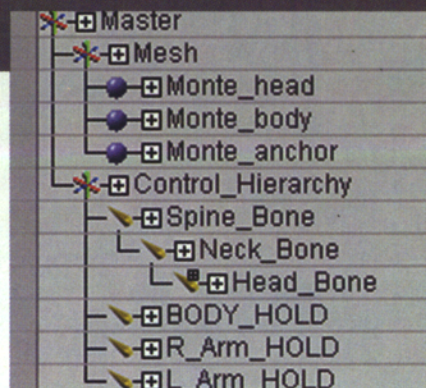 Master
Mesh
Monte_head
Monte_body
Monte_anchor
Control_Hierarchy
Spine_Bone
Neck_Bone
Head_Bone
BODY_HOLD
R_Arm_HOLD
L_Arm_HOLD